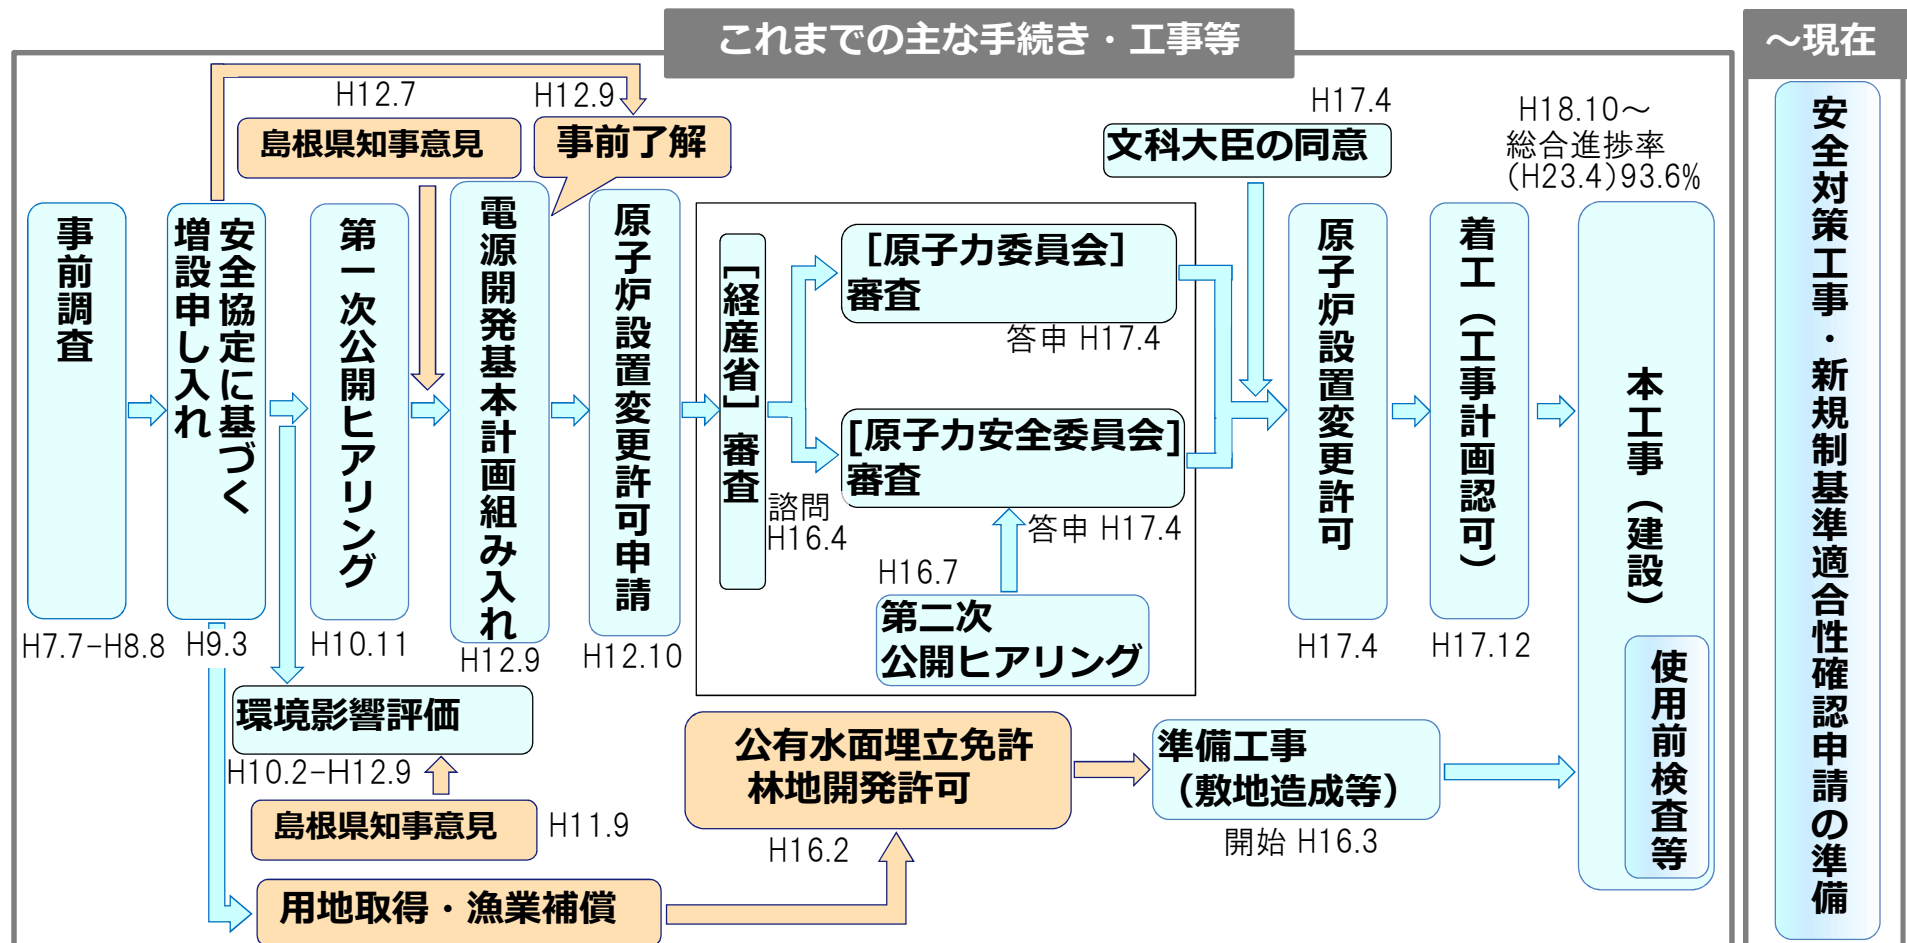 これまでの主な手続き・工事等
～現在
H12.7
H12.9
島根県知事意見
事前了解
H17.4
文科大臣の同意
H18.10～
総合進捗率
(H23.4)93.6%
事前調査
H7.7-H8.8
安全協定に基づく
増設申し入れ
H9.3
第一次公開ヒアリング
H10.11
電源開発基本計画組み入れ
H12.9
原子炉設置変更許可申請
H12.10
［経産省］審査
諮問
H16.4
［原子力委員会］
審査
答申 H17.4
[原子力安全委員会]
審査
答申 H17.4
H16.7
第二次
公開ヒアリング
原子炉設置変更許可
H17.4
着工（工事計画認可）
H17.12
本工事（建設）
使用前検査等
環境影響評価
H10.2-H12.9
島根県知事意見
H11.9
用地取得・漁業補償
公有水面埋立免許
林地開発許可
H16.2
準備工事
（敷地造成等）
開始 H16.3
安全対策工事・新規制基準適合性確認申請の準備